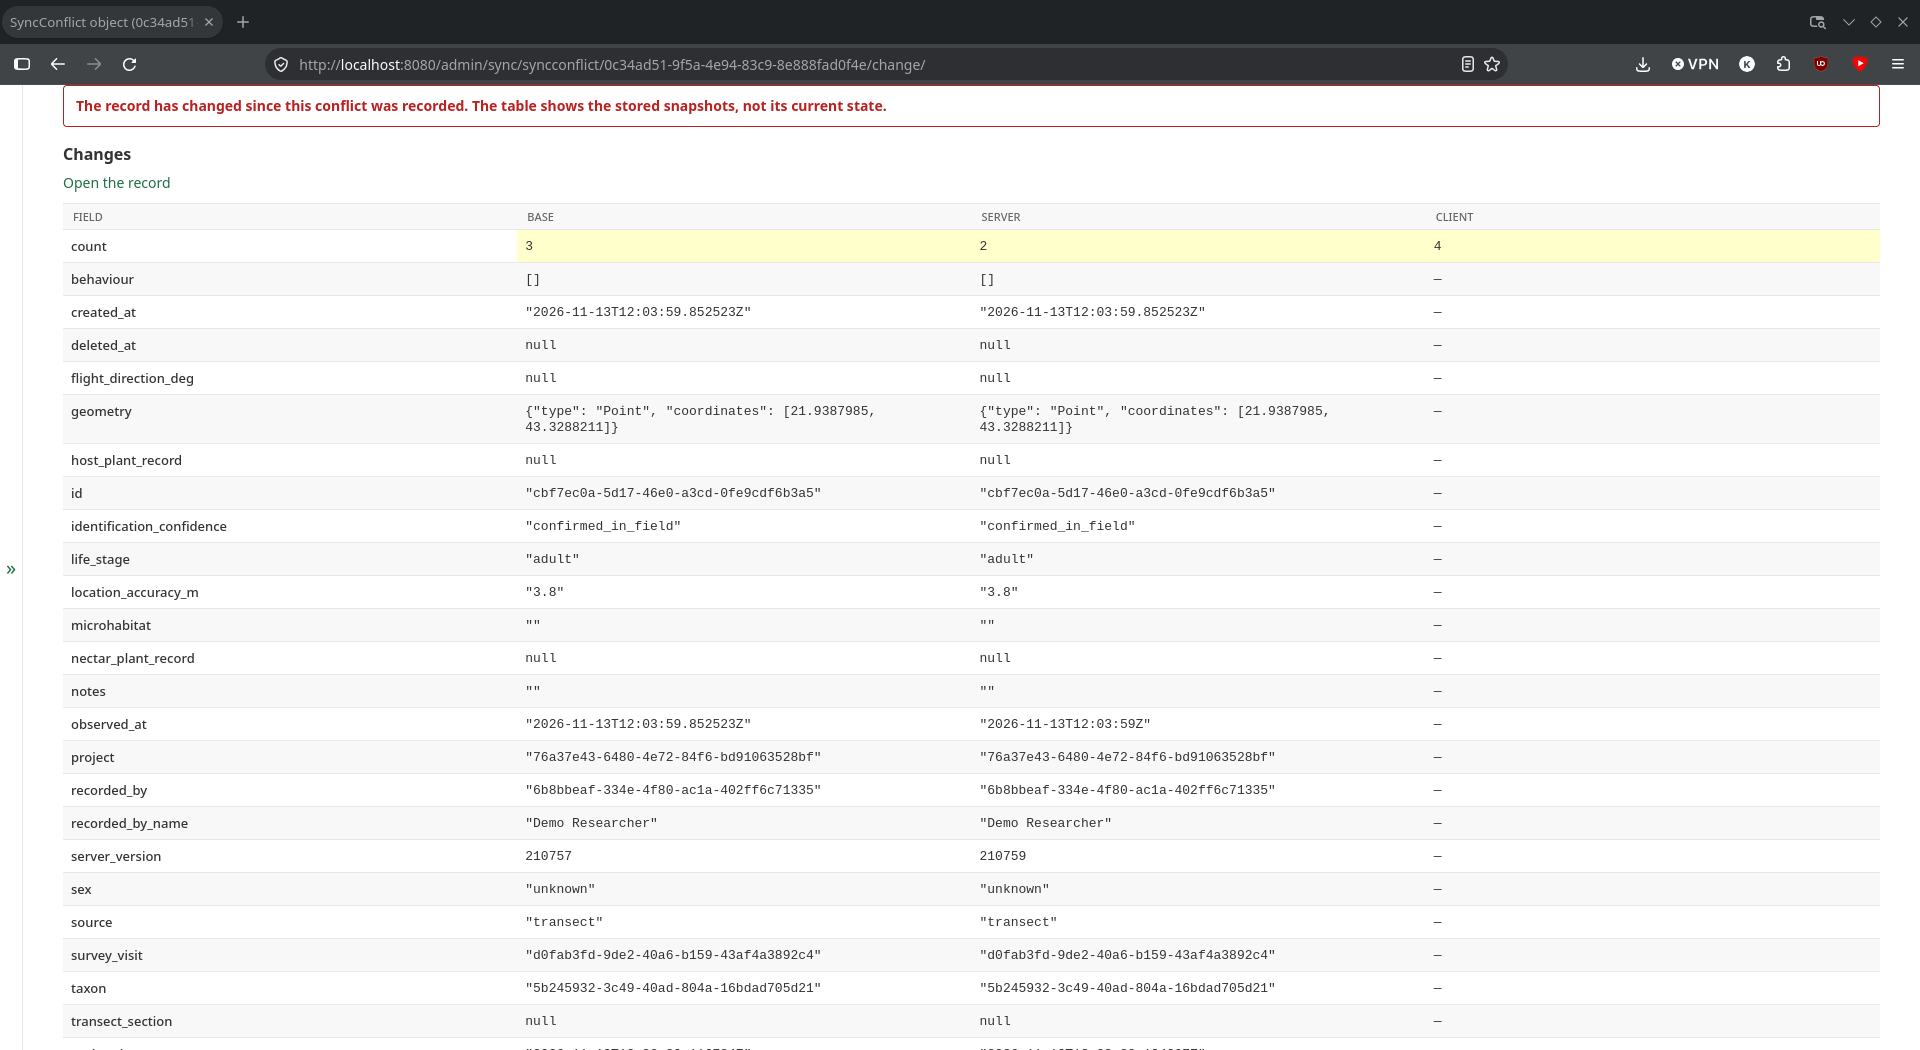 SyncConflict object (0c34ad51
http://localhost:8080/admin/sync/syncconflict/0c34ad51-9f5a-4e94-83c9-8e888fad0f4e/change/
VPN
K
The record has changed since this conflict was recorded. The table shows the stored snapshots, not its current state.
Changes
Open the record
FIELD BASE SERVER CLIENT
count 3 2 4
behaviour [] [] —
created_at "2026-11-13T12:03:59.852523Z" "2026-11-13T12:03:59.852523Z" —
deleted_at null null —
flight_direction_deg null null —
geometry {"type": "Point", "coordinates": [21.9387985, {"type": "Point", "coordinates": [21.9387985, —
43.3288211]} 43.3288211]}
host_plant_record null null —
id "cbf7ec0a-5d17-46e0-a3cd-0fe9cdf6b3a5" "cbf7ec0a-5d17-46e0-a3cd-0fe9cdf6b3a5" —
identification_confidence "confirmed_in_field" "confirmed_in_field" —
life_stage "adult" "adult" —
location_accuracy_m "3.8" "3.8" —
microhabitat "" "" —
nectar_plant_record null null —
notes "" "" —
observed_at "2026-11-13T12:03:59.852523Z" "2026-11-13T12:03:59Z" —
project "76a37e43-6480-4e72-84f6-bd91063528bf" "76a37e43-6480-4e72-84f6-bd91063528bf" —
recorded_by "6b8bbeaf-334e-4f80-ac1a-402ff6c71335" "6b8bbeaf-334e-4f80-ac1a-402ff6c71335" —
recorded_by_name "Demo Researcher" "Demo Researcher" —
server_version 210757 210759 —
sex "unknown" "unknown" —
source "transect" "transect" —
survey_visit "d0fab3fd-9de2-40a6-b159-43af4a3892c4" "d0fab3fd-9de2-40a6-b159-43af4a3892c4" —
taxon "5b245932-3c49-40ad-804a-16bdad705d21" "5b245932-3c49-40ad-804a-16bdad705d21" —
transect_section null null —